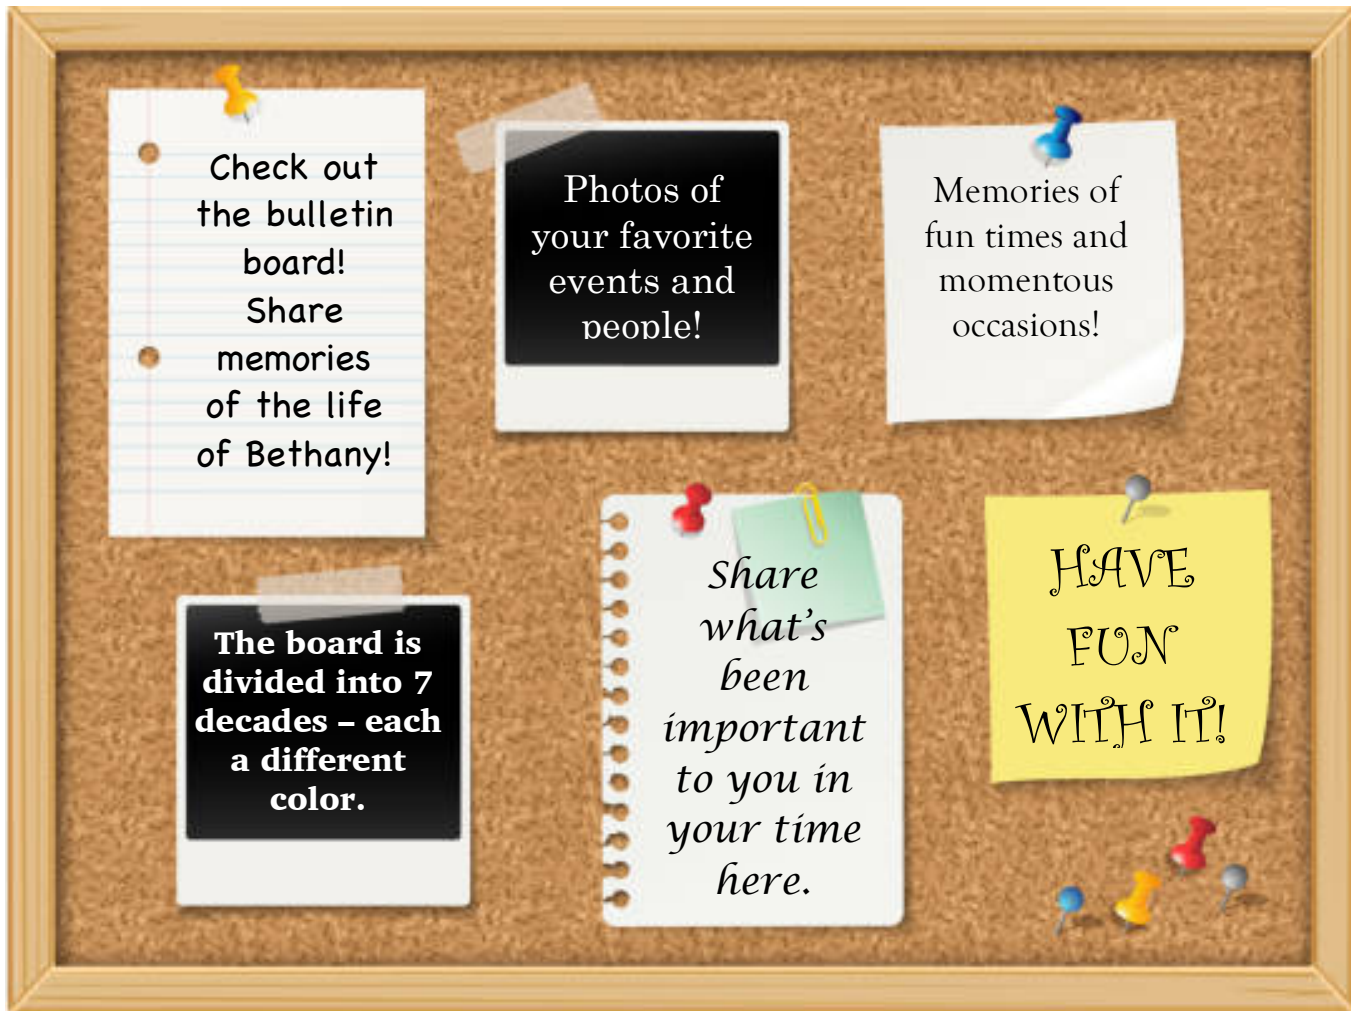 Check out
the bulletin
board!
Share
memories
of the life
of Bethany!
Photos of
your favorite
events and
people!
Memories of
fun times and
momentous
occasions!
The board is
divided into 7
decades – each
a different
color.
Share
what’s
been
important
to you in
your time
here.
HAVE
FUN
WITH IT!